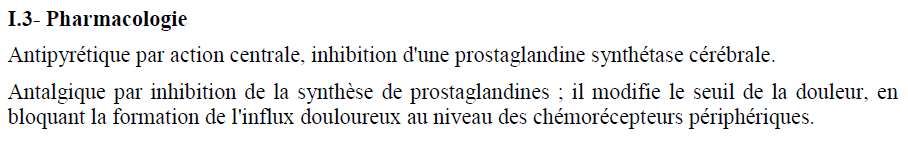 I.3- Pharmacologie
Antipyrétique par action centrale, inhibition d'une prostaglandine synthétase cérébrale.
Antalgique par inhibition de la synthèse de prostaglandines ; il modifie le seuil de la douleur, en
bloquant la formation de l'influx douloureux au niveau des chémorécepteurs périphériques.